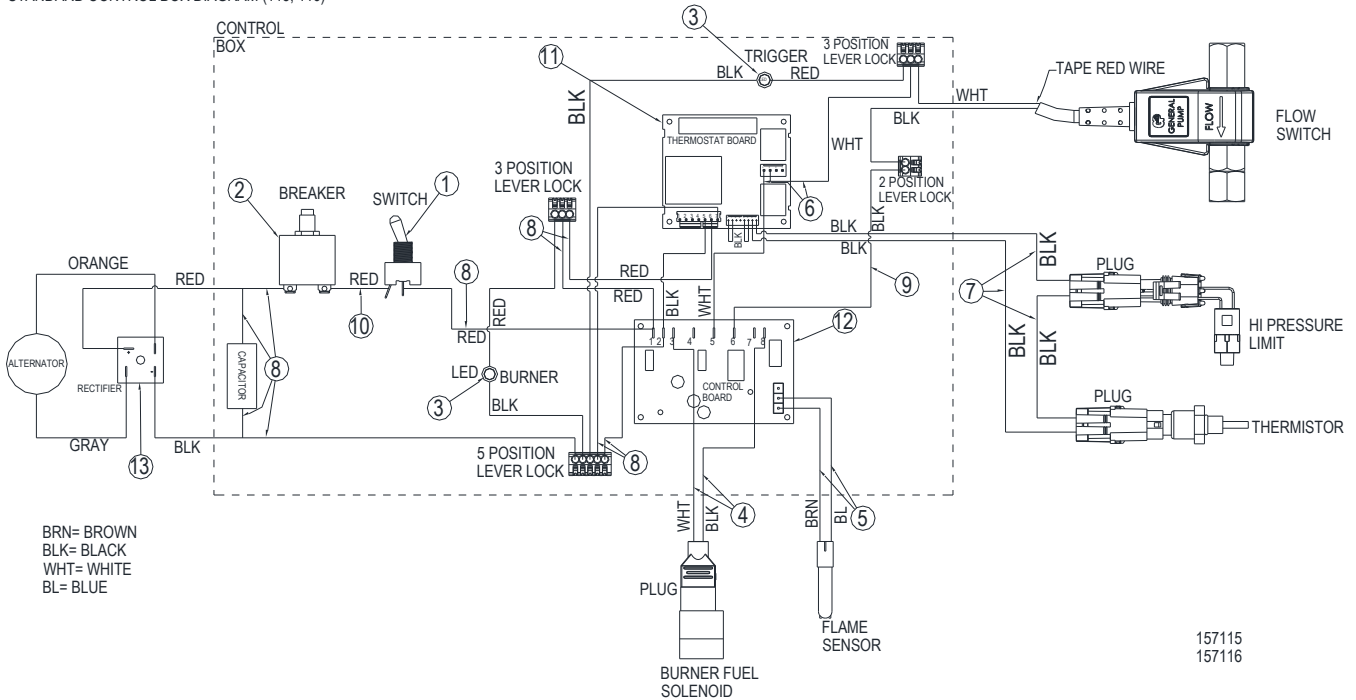 CONTROL
BOX
3
TRIGGER
BLK
RED
3 POSITION
LEVER LOCK
TAPE RED WIRE
WHT
BLK
GENERAL
PUMP
FLOW
FLOW
SWITCH
11
BLK
THERMOSTAT BOARD
WHT
2 POSITION
LEVER LOCK
6
2
BREAKER
SWITCH
1
3 POSITION
LEVER LOCK
8
BLK
BLK
BLK
BLK
ORANGE
RED
RED
10
8
RED
RED
RED
RED
BLK
WHT
9
7
BLK
BLK
BLK
PLUG
HI PRESSURE
LIMIT
12
1 2 3 4 5 6 7 8
CONTROL
BOARD
ALTERNATOR
RECTIFIER
CAPACITOR
8
LED
BURNER
3
BLK
PLUG
THERMISTOR
GRAY
13
BLK
5 POSITION
LEVER LOCK
8
WHT
BLK
4
BRN
BL
5
BRN= BROWN
BLK= BLACK
WHT= WHITE
BL= BLUE
PLUG
BURNER FUEL
SOLENOID
FLAME
SENSOR
157115
157116